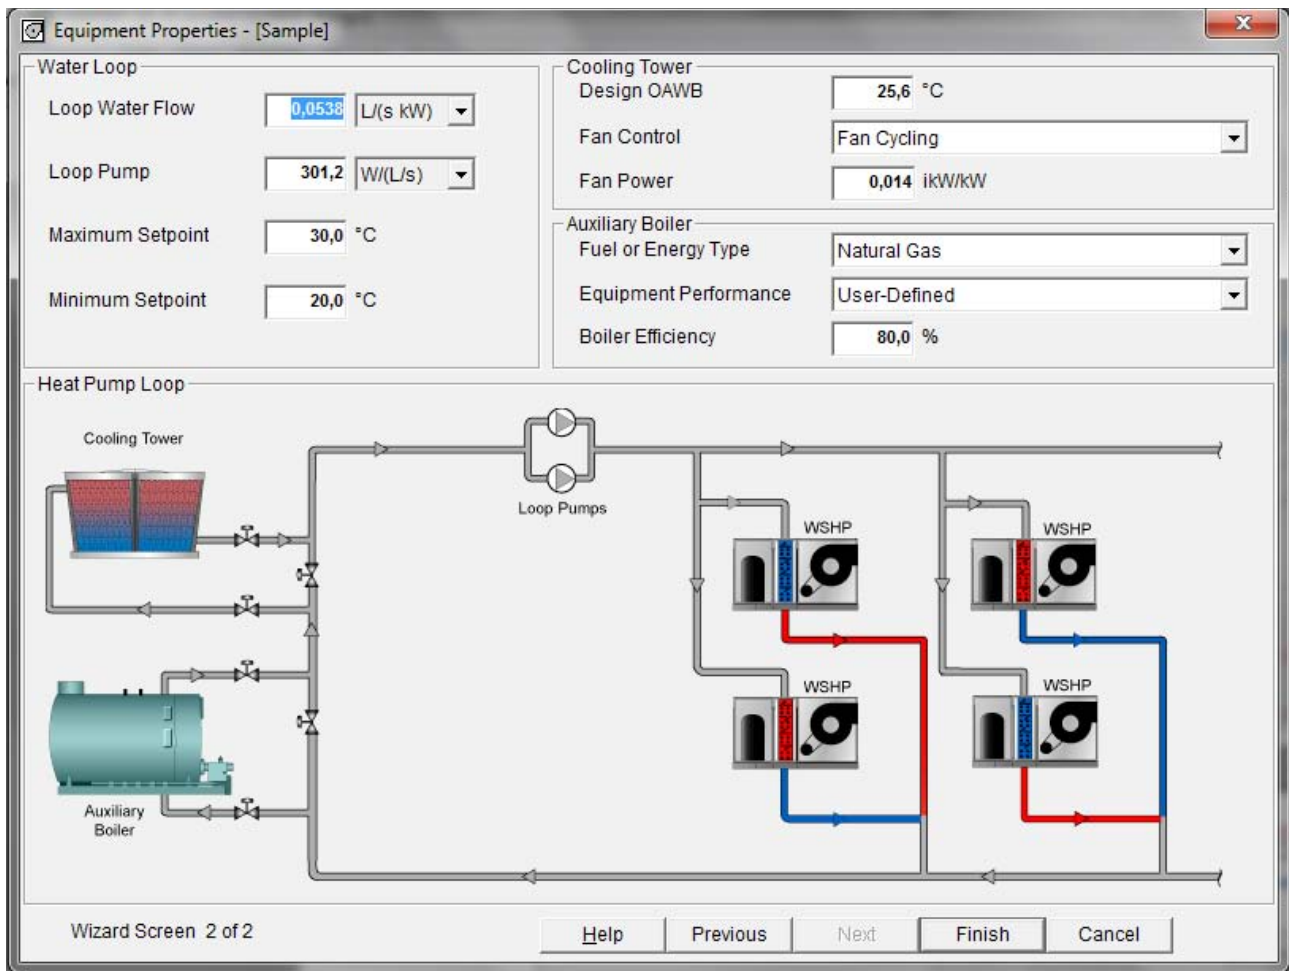 Equipment Properties - [Sample]
Water Loop
Loop Water Flow 0,0538 L/(s kW)
Loop Pump 301,2 W/(L/s)
Maximum Setpoint 30,0 °C
Minimum Setpoint 20,0 °C
Cooling Tower
Design OAWB 25,6 °C
Fan Control Fan Cycling
Fan Power 0,014 ikW/kW
Auxiliary Boiler
Fuel or Energy Type Natural Gas
Equipment Performance User-Defined
Boiler Efficiency 80,0 %
Heat Pump Loop
Cooling Tower
Loop Pumps
WSHP
WSHP
WSHP
WSHP
Auxiliary
Boiler
Wizard Screen 2 of 2
Help Previous Next Finish Cancel